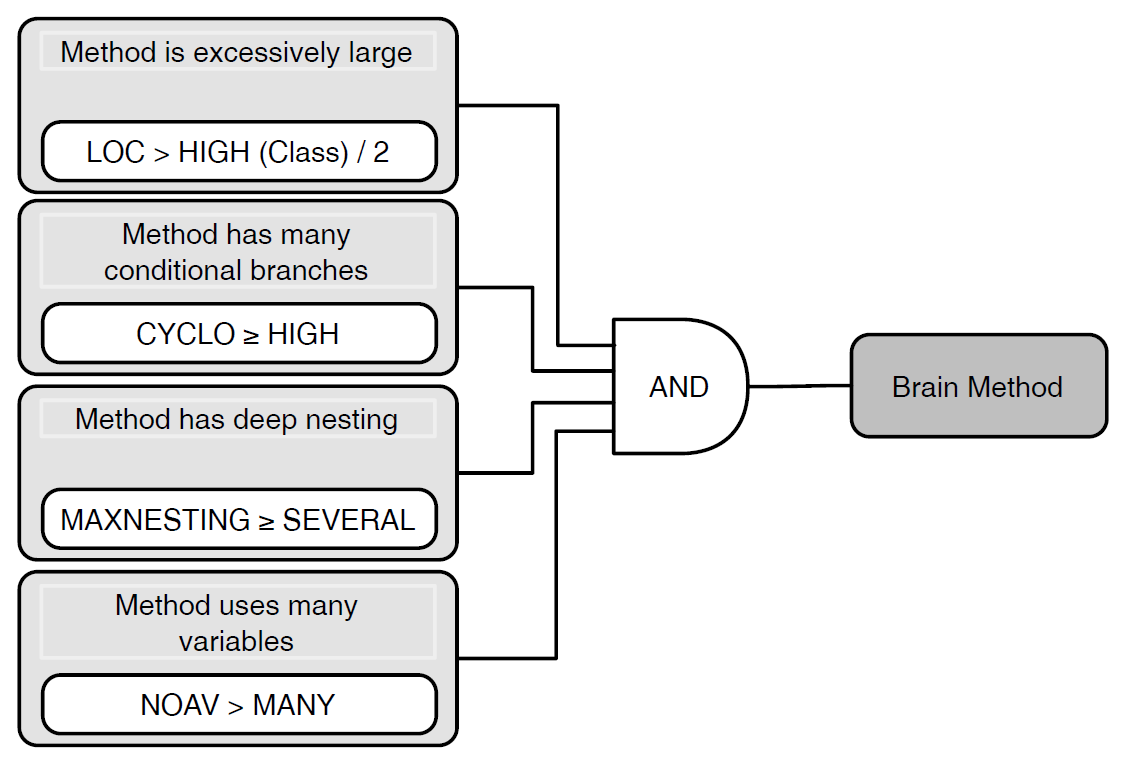 Method is excessively large
LOC > HIGH (Class) / 2
Method has many
conditional branches
CYCLO ≥ HIGH
Method has deep nesting
MAXNESTING ≥ SEVERAL
Method uses many
variables
NOAV > MANY
AND
Brain Method